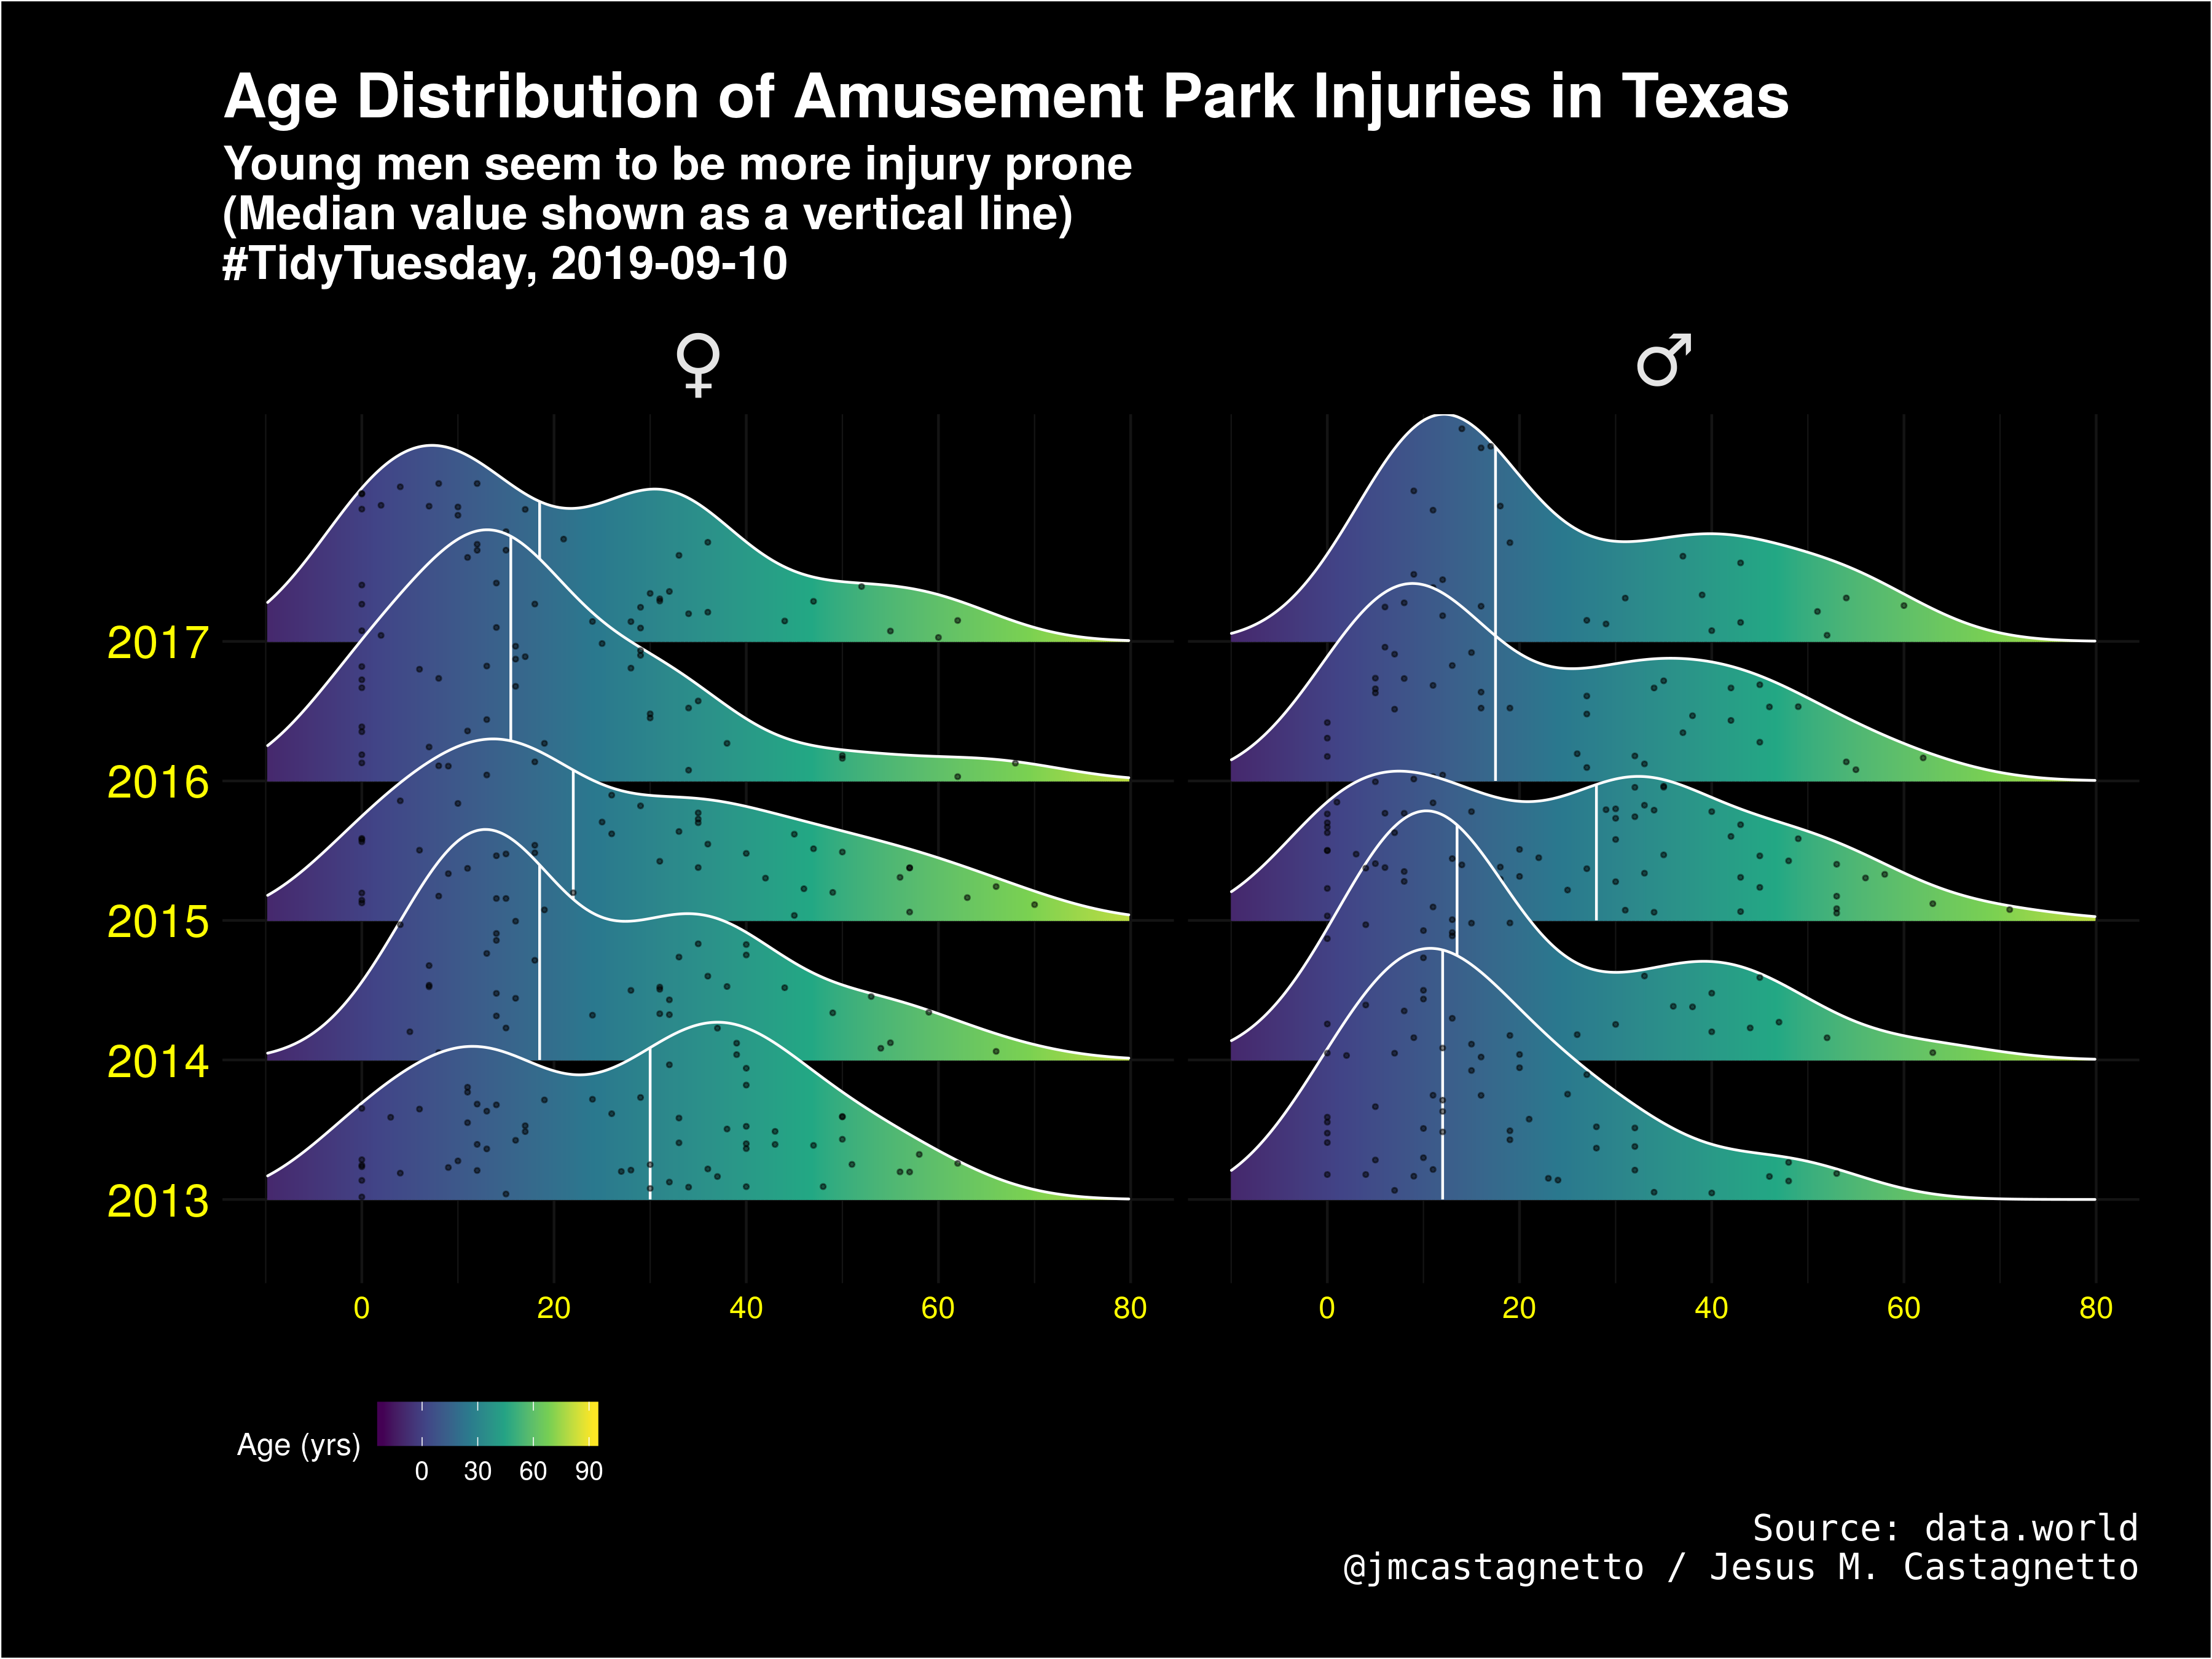 Age Distribution of Amusement Park Injuries in Texas
Young men seem to be more injury prone
(Median value shown as a vertical line)
#TidyTuesday, 2019-09-10
♀ ♂
2017
2016
2015
2014
2013
0 20 40 60 80 0 20 40 60 80
Age (yrs)
0 30 60 90
Source: data.world
@jmcastagnetto / Jesus M. Castagnetto